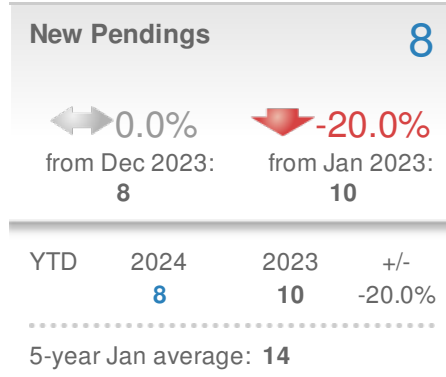 New Pendings 8
0.0% -20.0%
from Dec 2023: from Jan 2023:
8 10
YTD 2024 2023 +/-
8 10 -20.0%
5-year Jan average: 14